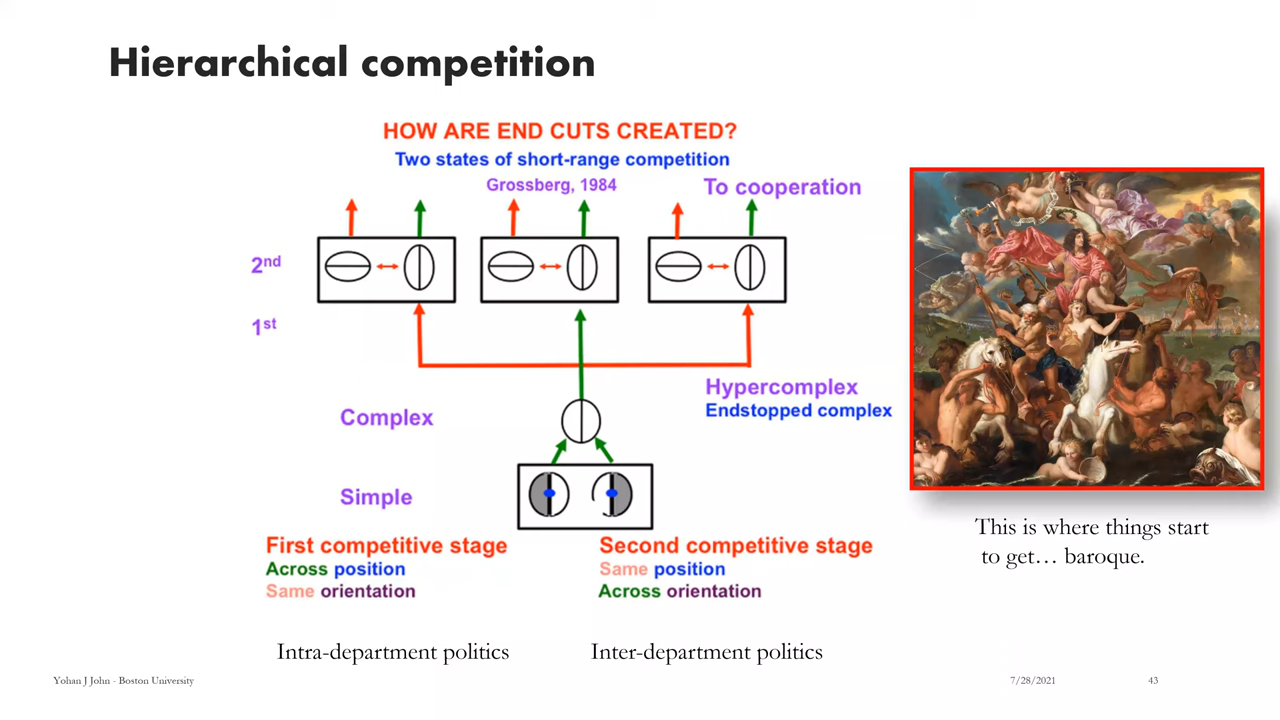 Hierarchical competition
HOW ARE END CUTS CREATED?
Two states of short-range competition
Grossberg, 1984
To cooperation
2nd
1st
Hypercomplex
Endstopped complex
Complex
Simple
First competitive stage
Across position
Same orientation
Second competitive stage
Same position
Across orientation
This is where things start
to get… baroque.
Intra-department politics
Inter-department politics
Yohan J John - Boston University
7/28/2021
43